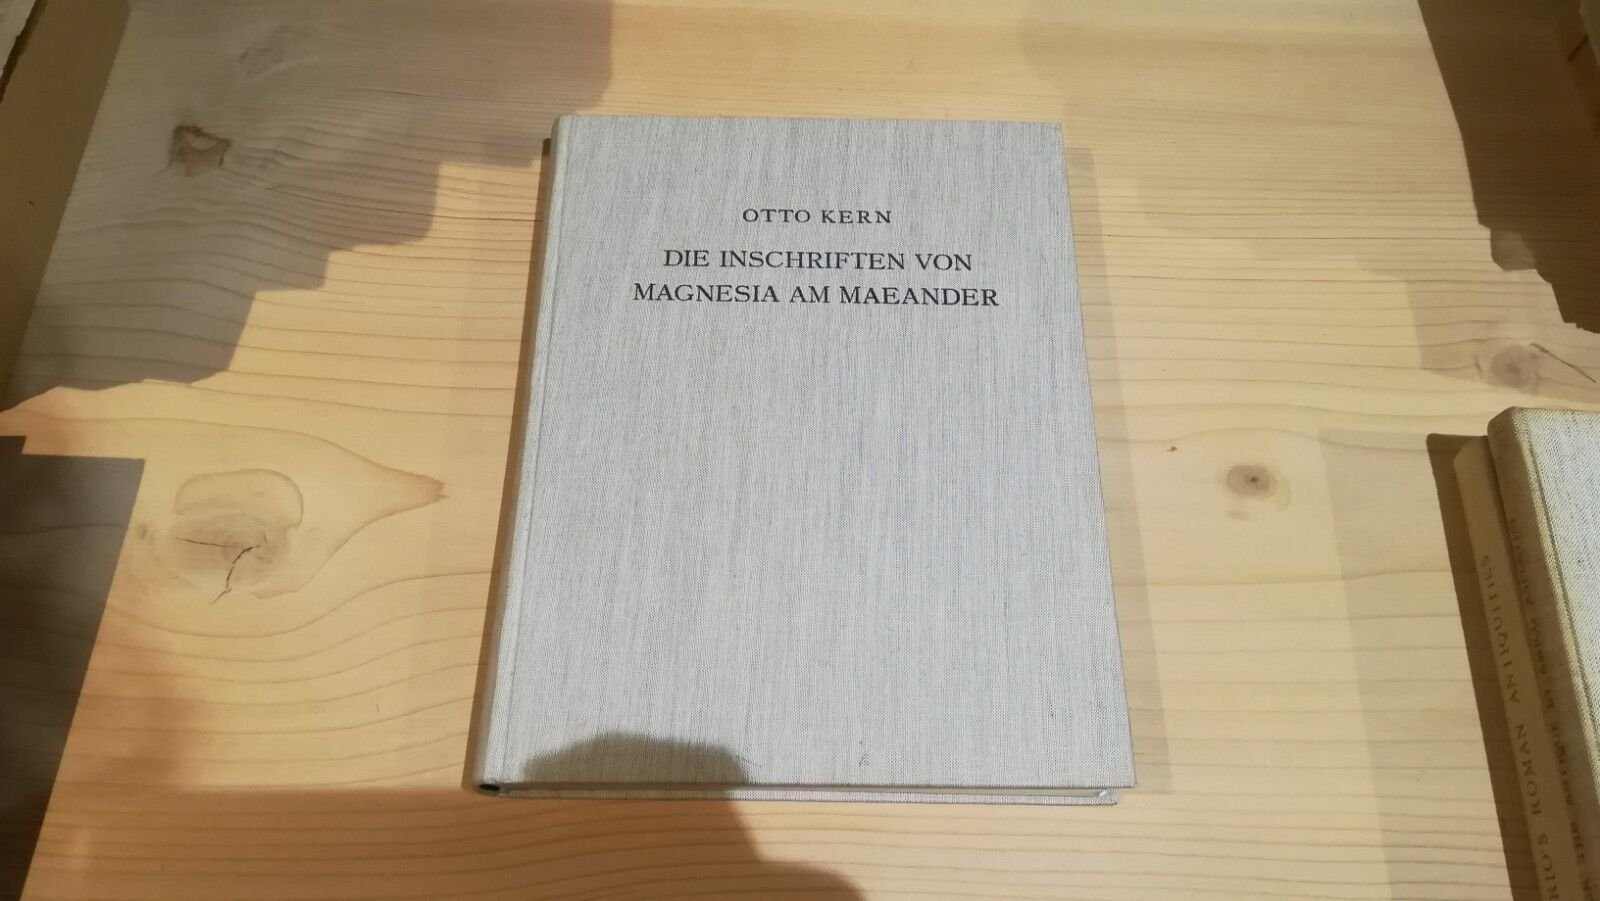 OTTO KERN
DIE INSCHRIFTEN VON
MAGNESIA AM MAEANDER
ROMAN ANTIQUITIES